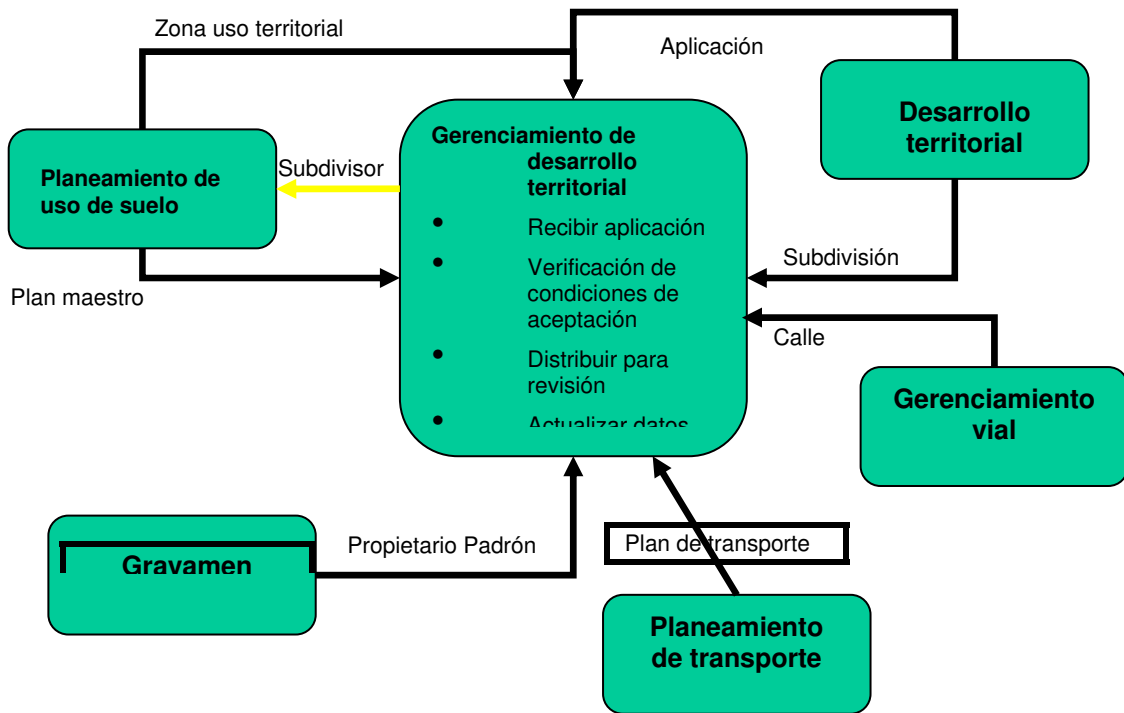 Zona uso territorial
Aplicación
Desarrollo
territorial
Gerenciamiento de
desarrollo
territorial
Planeamiento de
uso de suelo
Subdivisor
• Recibir aplicación
Subdivisión
• Verificación de
condiciones de
aceptación
Plan maestro
Calle
• Distribuir para
revisión
Gerenciamiento
vial
• Actualizar datos
Propietario Padrón
Plan de transporte
Gravamen
Planeamiento
de transporte